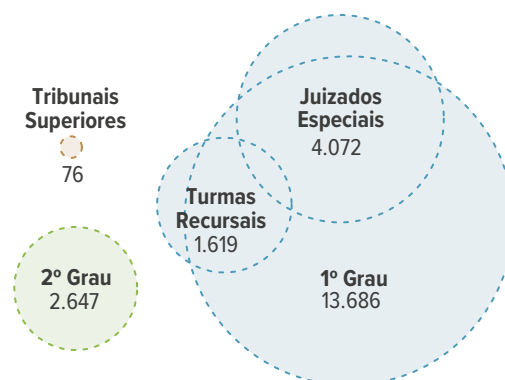 Tribunais
Superiores
76
Juizados
Especiais
4.072
Turmas
Recursais
1.619
2º Grau
2.647
1º Grau
13.686